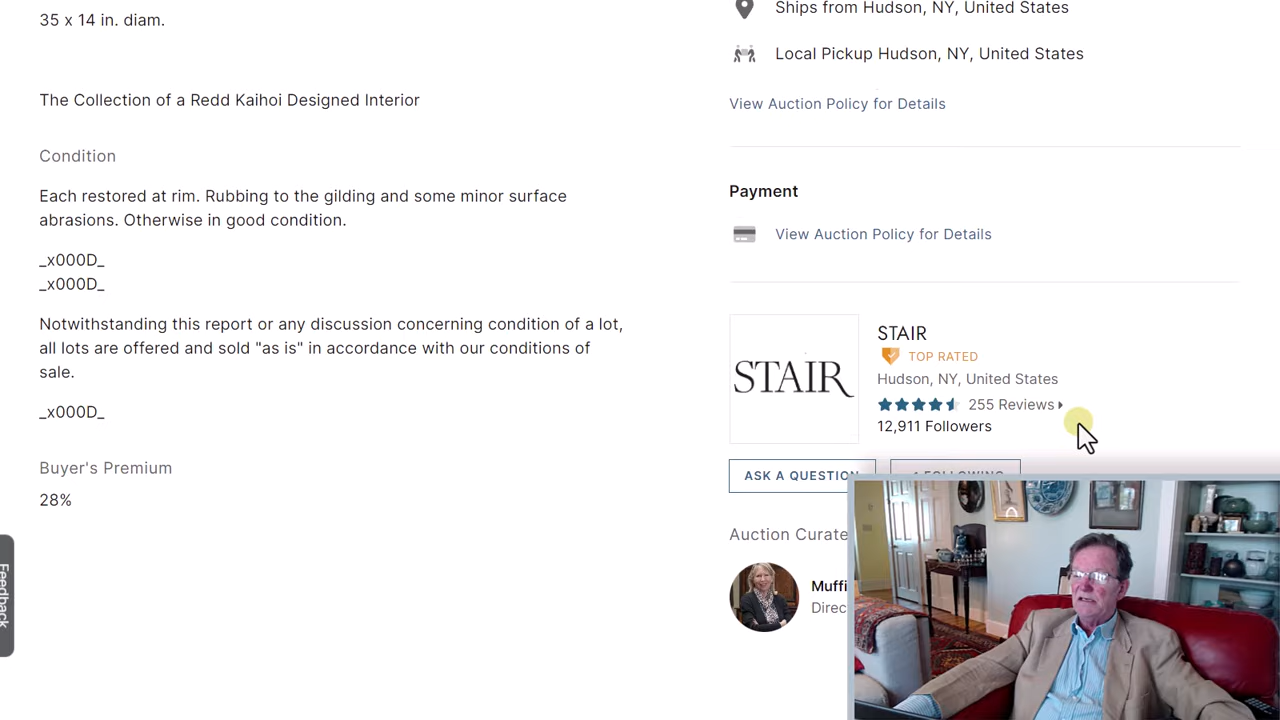 35 x 14 in. diam.
The Collection of a Redd Kaihoi Designed Interior
Condition
Each restored at rim. Rubbing to the gilding and some minor surface
abrasions. Otherwise in good condition.
_x000D_
_x000D_
Notwithstanding this report or any discussion concerning condition of a lot,
all lots are offered and sold "as is" in accordance with our conditions of
sale.
_x000D_
Buyer's Premium
28%
Feedback
Ships from Hudson, NY, United States
Local Pickup Hudson, NY, United States
View Auction Policy for Details
Payment
View Auction Policy for Details
STAIR
STAIR
TOP RATED
Hudson, NY, United States
255 Reviews
12,911 Followers
ASK A QUESTION
FOLLOWING
Auction Curate
Muffi
Direc